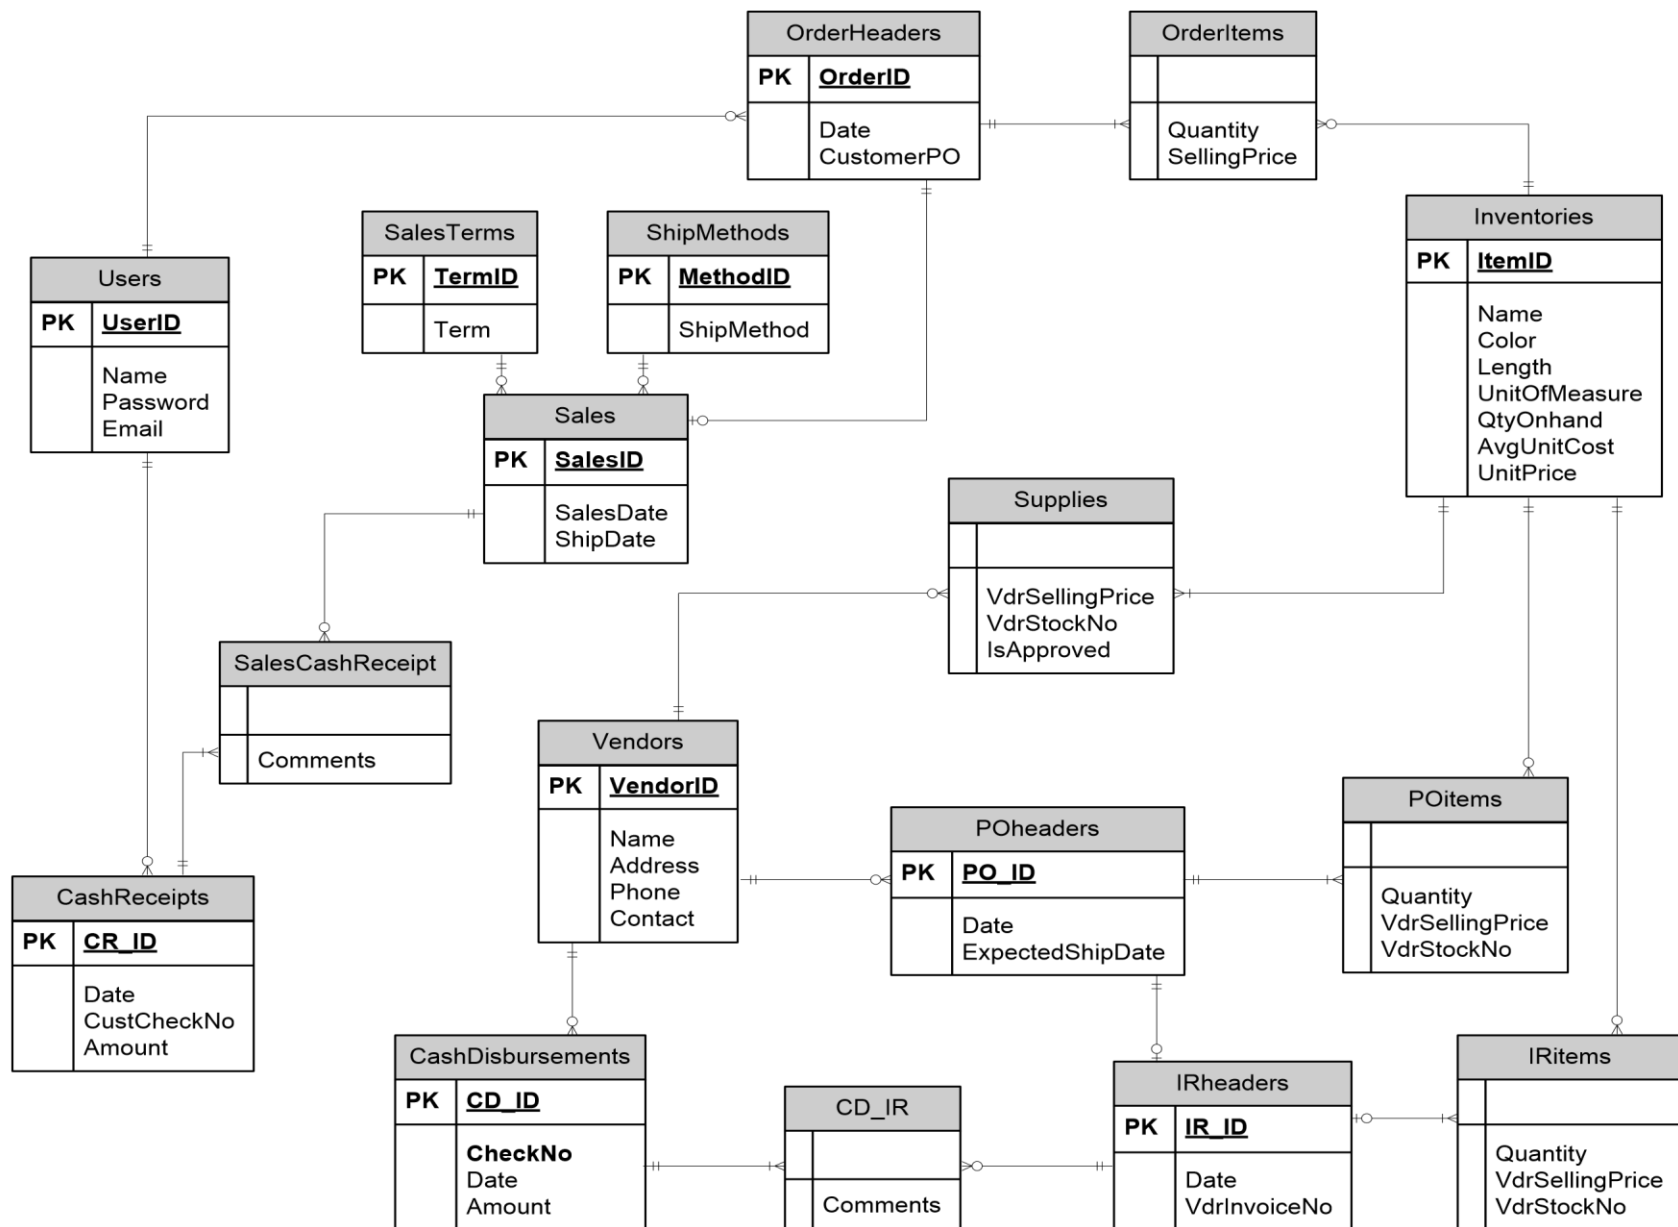 OrderHeaders
PK OrderID
Date
CustomerPO
OrderItems
Quantity
SellingPrice
SalesTerms
PK TermID
Term
ShipMethods
PK MethodID
ShipMethod
Inventories
PK ItemID
Name
Color
Length
UnitOfMeasure
QtyOnhand
AvgUnitCost
UnitPrice
Users
PK UserID
Name
Password
Email
Sales
PK SalesID
SalesDate
ShipDate
Supplies
VdrSellingPrice
VdrStockNo
IsApproved
SalesCashReceipt
Comments
Vendors
PK VendorID
Name
Address
Phone
Contact
POheaders
PK PO_ID
Date
ExpectedShipDate
POitems
Quantity
VdrSellingPrice
VdrStockNo
CashReceipts
PK CR_ID
Date
CustCheckNo
Amount
CashDisbursements
PK CD_ID
CheckNo
Date
Amount
CD_IR
Comments
IRheaders
PK IR_ID
Date
VdrInvoiceNo
IRitems
Quantity
VdrSellingPrice
VdrStockNo